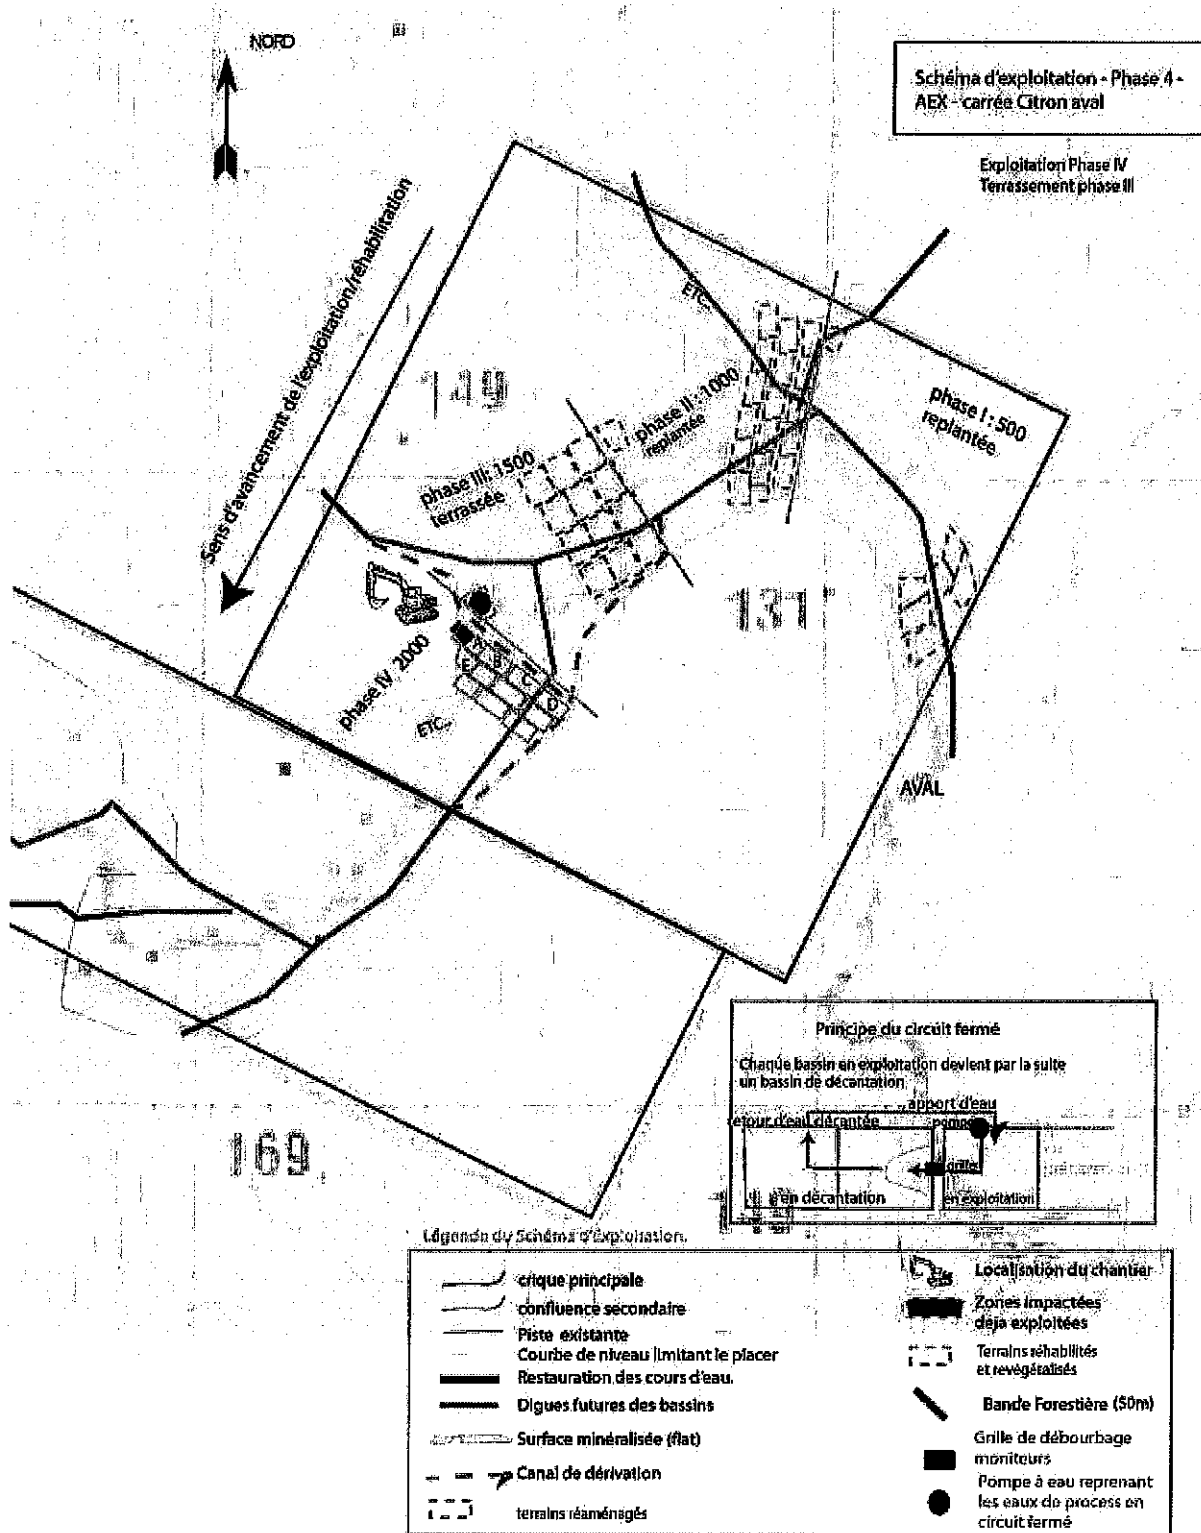 NORD
Schéma d'exploitation - Phase 4 -
AEX - carrée Citron aval
Exploitation Phase IV
Terrassement phase III
Sens d'avancement de l'exploitation/réhabilitation
ETC...
149
phase I : 500
replantée
phase II : 1000
replantée
phase III : 1500
terrassée
137
phase IV : 2000
A
B
C
D
E
ETC...
AVAL
169
Principe du circuit fermé
Chaque bassin en exploitation devient par la suite
un bassin de décantation
apport d'eau
retour d'eau décantée
pompe
grille
en décantation
en exploitation
Légende du Schéma d'Exploitation.
crique principale
confluence secondaire
Piste existante
Courbe de niveau limitant le placer
Restauration des cours d'eau.
Digues futures des bassins
Surface minéralisée (flat)
Canal de dérivation
terrains réaménagés
Localisation du chantier
Zones impactées
déja exploitées
Terrains réhabilités
et revégétalisés
Bande Forestière (50m)
Grille de débourbage
moniteurs
Pompe à eau reprenant
les eaux de process en
circuit fermé